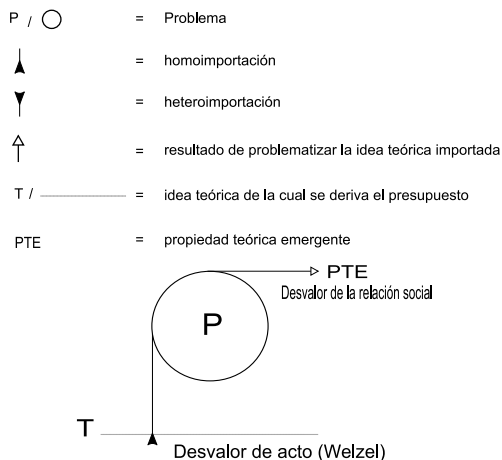 P / = Problema
= homoimportación
= heteroimportación
= resultado de problematizar la idea teórica importada
T / = idea teórica de la cual se deriva el presupuesto
PTE = propiedad teórica emergente
PTE
Desvalor de la relación social
P
T
Desvalor de acto (Welzel)